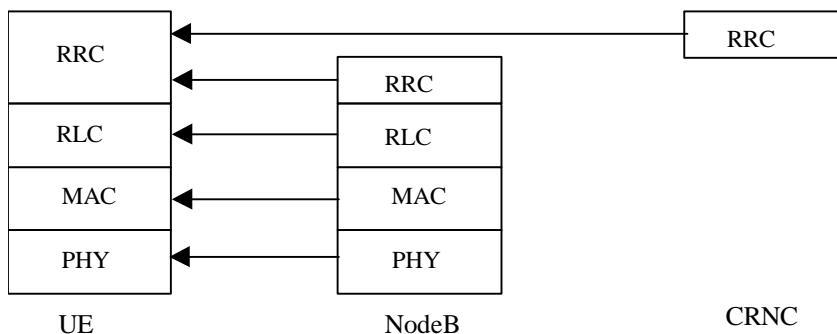 RRC
RRC
RRC
RLC
RLC
MAC
MAC
PHY
PHY
UE
NodeB
CRNC